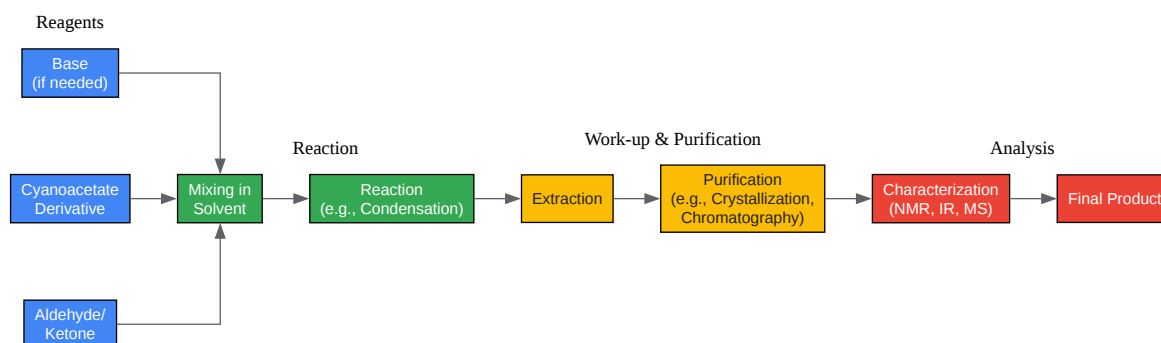 Reagents
Base
(if needed)
Cyanoacetate
Derivative
Aldehyde/
Ketone
Mixing in
Solvent
Reaction
Reaction
(e.g., Condensation)
Work-up & Purification
Extraction
Purification
(e.g., Crystallization,
Chromatography)
Analysis
Characterization
(NMR, IR, MS)
Final Product